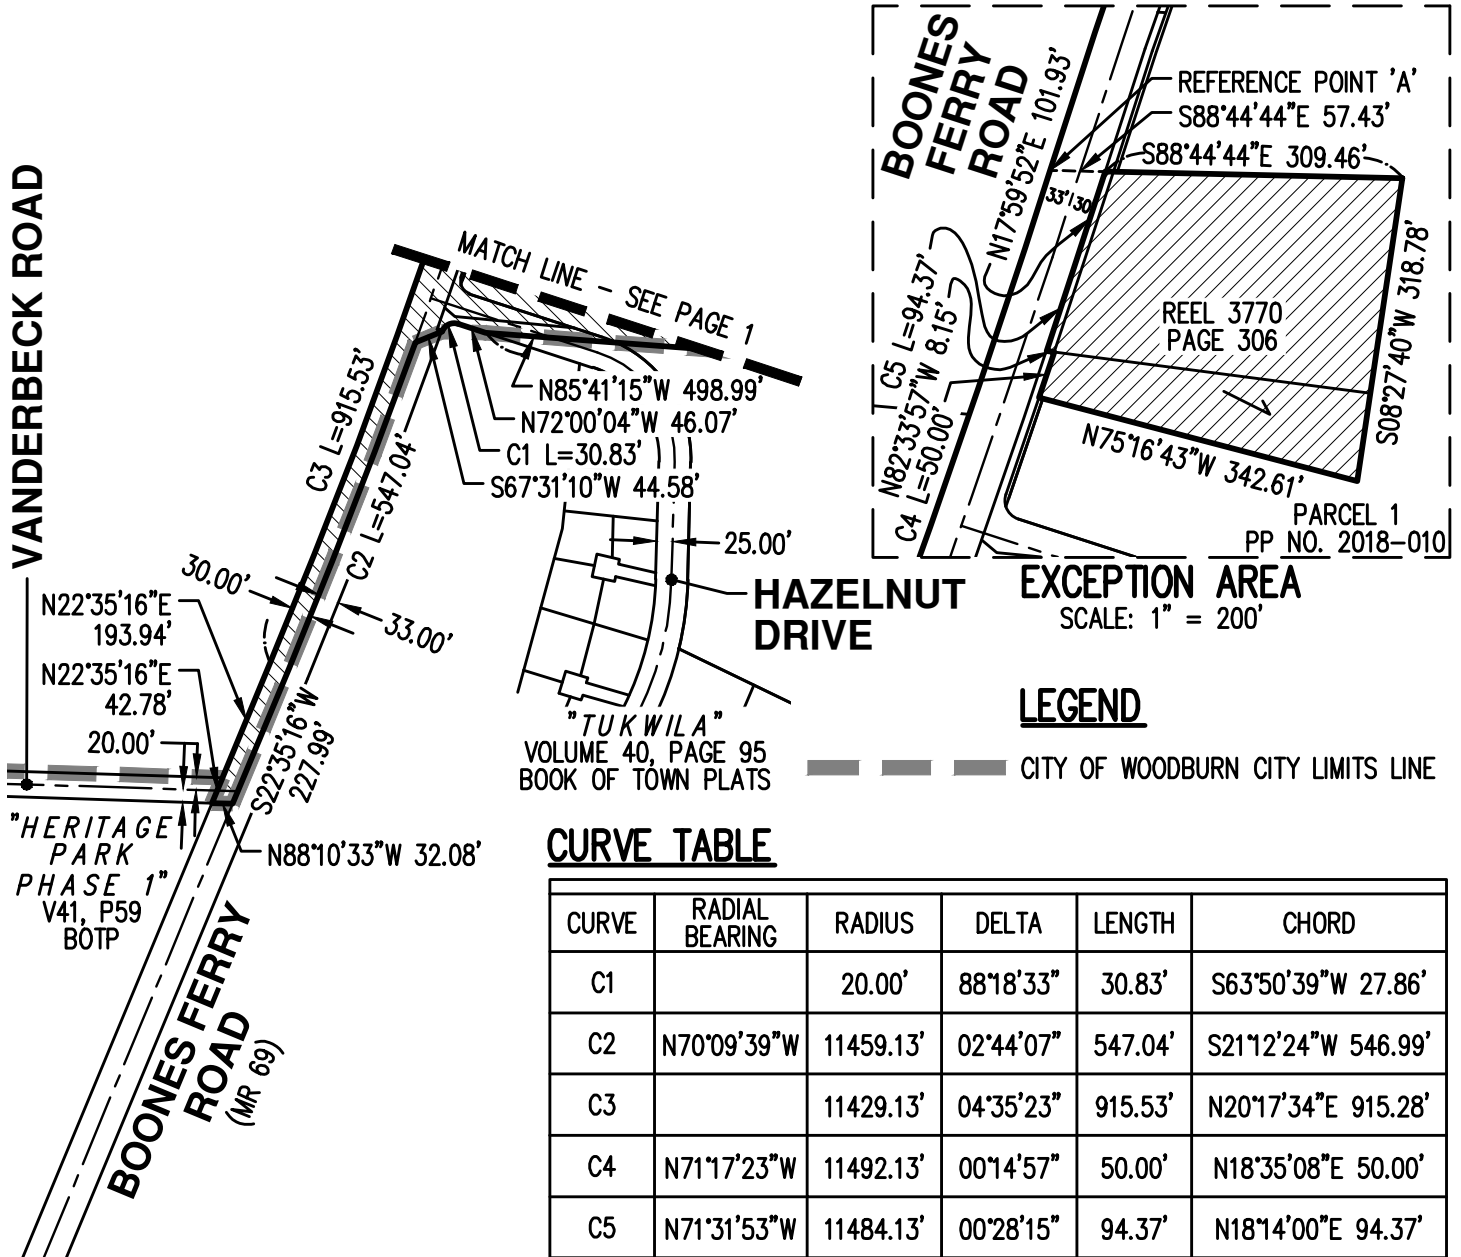 BOONES
FERRY
ROAD
N17°59'52"E 101.93'
REFERENCE POINT 'A'
S88°44'44"E 57.43'
S88°44'44"E 309.46'
33'
30'
C5 L=94.37'
N82°33'57"W 8.15'
C4 L=50.00'
REEL 3770
PAGE 306
S08°27'40"W 318.78'
N75°16'43"W 342.61'
PARCEL 1
PP NO. 2018-010
EXCEPTION AREA
SCALE: 1" = 200'
VANDERBECK ROAD
MATCH LINE - SEE PAGE 1
C3 L=915.53'
C2 L=547.04'
N85°41'15"W 498.99'
N72°00'04"W 46.07'
C1 L=30.83'
S67°31'10"W 44.58'
30.00'
33.00'
25.00'
HAZELNUT
DRIVE
N22°35'16"E
193.94'
N22°35'16"E
42.78'
20.00'
S22°35'16"W
227.99'
N88°10'33"W 32.08'
"TUKWILA"
VOLUME 40, PAGE 95
BOOK OF TOWN PLATS
"HERITAGE
PARK
PHASE 1"
V41, P59
BOTP
BOONES FERRY
ROAD
(MR 69)
LEGEND
CITY OF WOODBURN CITY LIMITS LINE
CURVE TABLE
CURVE RADIAL BEARING RADIUS DELTA LENGTH CHORD
C1 20.00' 88°18'33" 30.83' S63°50'39"W 27.86'
C2 N70°09'39"W 11459.13' 02°44'07" 547.04' S21°12'24"W 546.99'
C3 11429.13' 04°35'23" 915.53' N20°17'34"E 915.28'
C4 N71°17'23"W 11492.13' 00°14'57" 50.00' N18°35'08"E 50.00'
C5 N71°31'53"W 11484.13' 00°28'15" 94.37' N18°14'00"E 94.37'